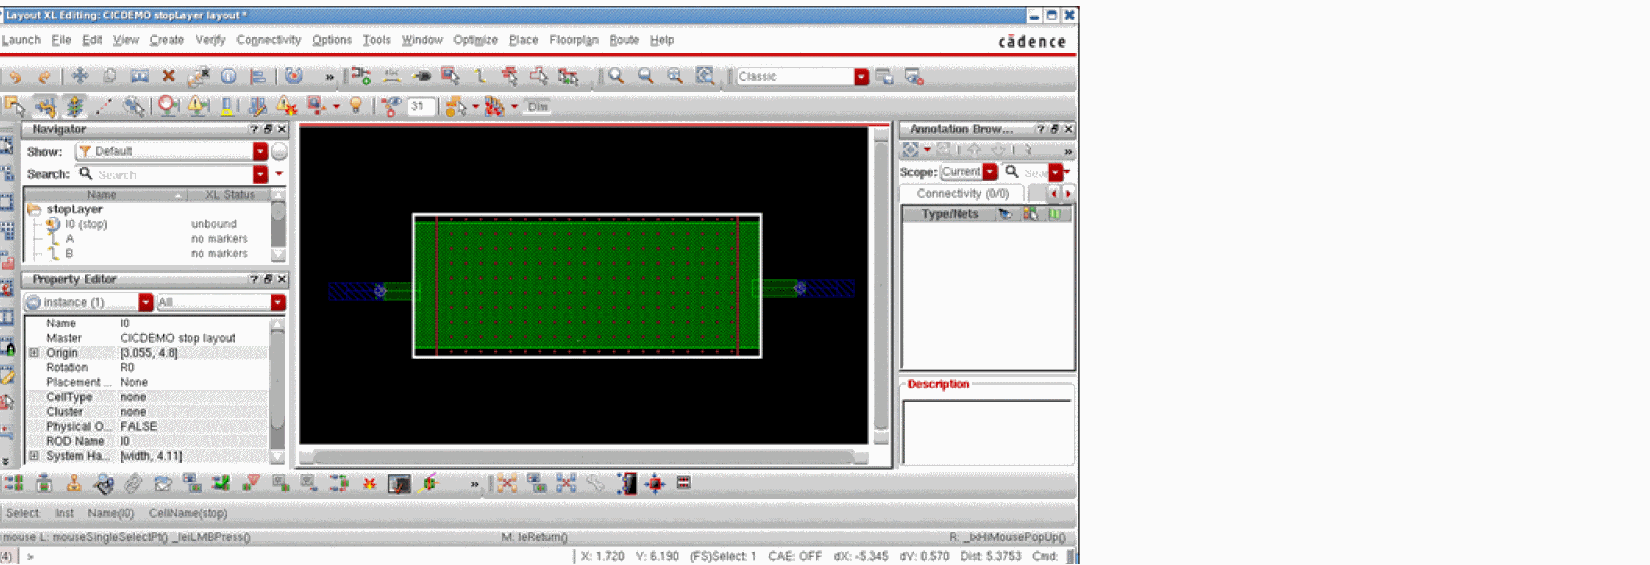 Layout XL Editing: CICDEMO stopLayer layout *
Launch File Edit View Create Verify Connectivity Options Tools Window Optimize Place Floorplan Route Help
cādence
» Classic
31 Dim
Navigator
Show: Default
Search: Search
Name XL Status
stopLayer
I0 (stop) unbound
A no markers
B no markers
Property Editor
instance (1) All
Name I0
Master CICDEMO stop layout
Origin [3.055, 4.8]
Rotation R0
Placement ... None
CellType none
Cluster none
Physical O... FALSE
ROD Name I0
System Ha... [width, 4.11]
Annotation Brow...
Scope: Current
Connectivity (0/0)
Type/Nets
Description
Select: Inst Name(I0) CellName(stop)
mouse L: mouseSingleSelectPt() _leiLMBPress() M: leReturn() R: _lxHiMousePopUp()
(4) > X: 1.720 Y: 6.190 (FS)Select: 1 CAE: OFF dX: -5.345 dY: 0.570 Dist: 5.3753 Cmd: